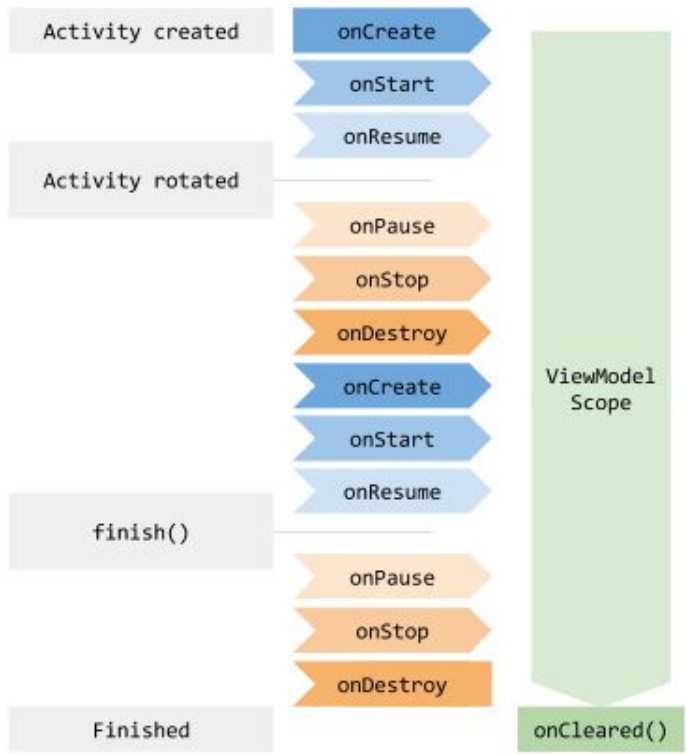 Activity created
onCreate
onStart
onResume
Activity rotated
onPause
onStop
onDestroy
onCreate
onStart
onResume
finish()
onPause
onStop
onDestroy
Finished
ViewModel
Scope
onCleared()